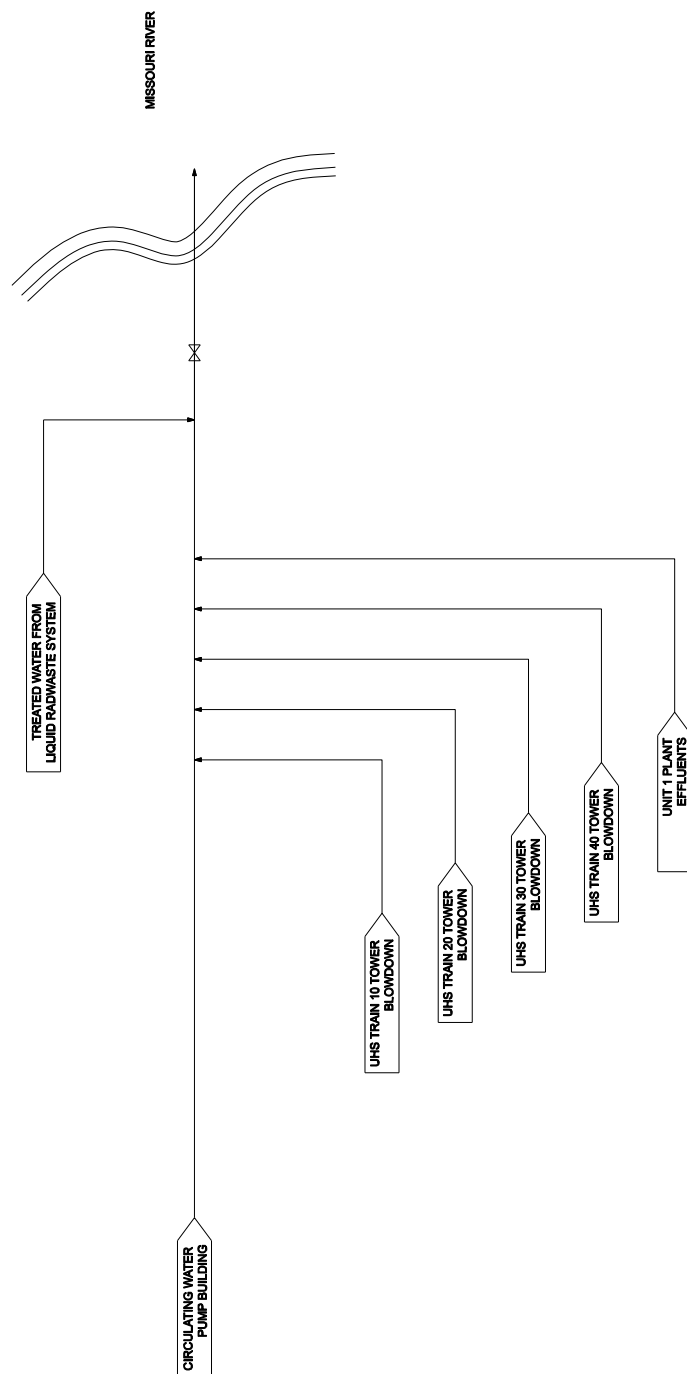 MISSOURI RIVER
TREATED WATER FROM
LIQUID RADWASTE SYSTEM
UNIT 1 PLANT
EFFLUENTS
UHS TRAIN 40 TOWER
BLOWDOWN
UHS TRAIN 30 TOWER
BLOWDOWN
UHS TRAIN 20 TOWER
BLOWDOWN
UHS TRAIN 10 TOWER
BLOWDOWN
CIRCULATING WATER
PUMP BUILDING